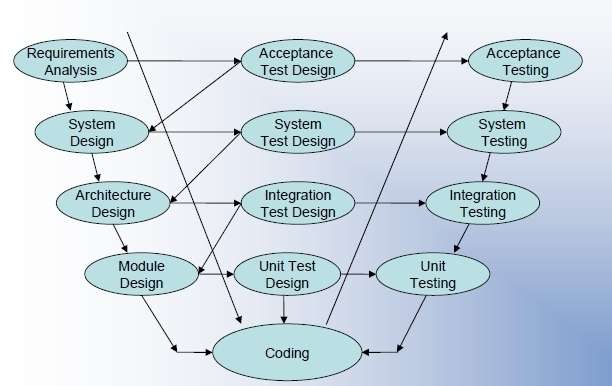 Requirements
Analysis
Acceptance
Test Design
Acceptance
Testing
System
Design
System
Test Design
System
Testing
Architecture
Design
Integration
Test Design
Integration
Testing
Module
Design
Unit Test
Design
Unit
Testing
Coding